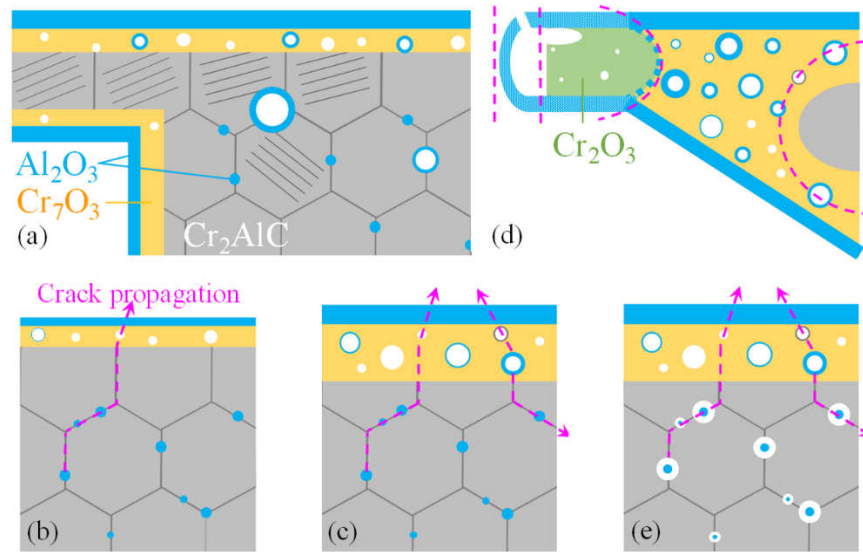 Al₂O₃
Cr₇O₃
Cr₂AlC
(a)
Cr₂O₃
(d)
Crack propagation
(b)
(c)
(e)